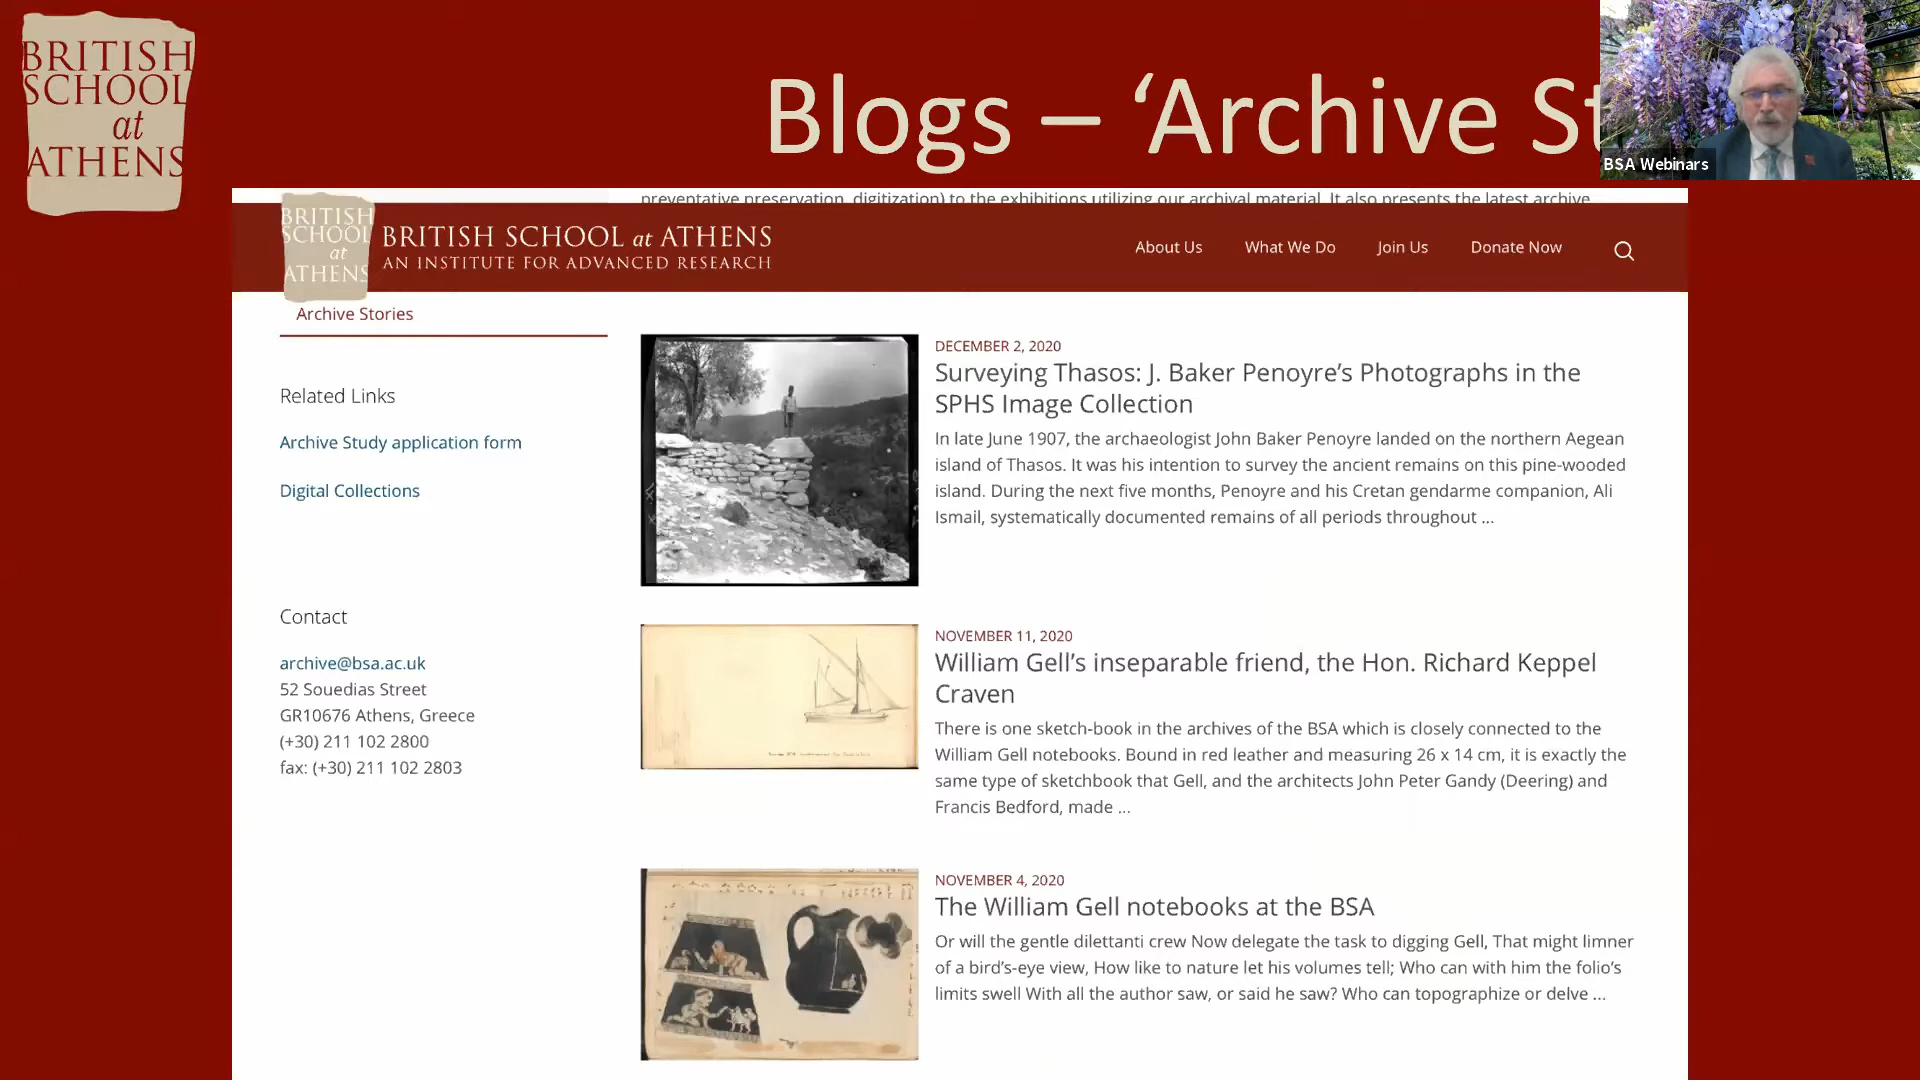 BRITISH
SCHOOL
at
ATHENS
Blogs – ‘Archive St
BSA Webinars
preventative preservation, digitization) to the exhibitions utilizing our archival material. It also presents the latest archive
BRITISH
SCHOOL
at
ATHENS
BRITISH SCHOOL at ATHENS
AN INSTITUTE FOR ADVANCED RESEARCH
About Us
What We Do
Join Us
Donate Now
Archive Stories
Related Links
Archive Study application form
Digital Collections
Contact
archive@bsa.ac.uk
52 Souedias Street
GR10676 Athens, Greece
(+30) 211 102 2800
fax: (+30) 211 102 2803
DECEMBER 2, 2020
Surveying Thasos: J. Baker Penoyre’s Photographs in the
SPHS Image Collection
In late June 1907, the archaeologist John Baker Penoyre landed on the northern Aegean
island of Thasos. It was his intention to survey the ancient remains on this pine-wooded
island. During the next five months, Penoyre and his Cretan gendarme companion, Ali
Ismail, systematically documented remains of all periods throughout ...
NOVEMBER 11, 2020
William Gell’s inseparable friend, the Hon. Richard Keppel
Craven
There is one sketch-book in the archives of the BSA which is closely connected to the
William Gell notebooks. Bound in red leather and measuring 26 x 14 cm, it is exactly the
same type of sketchbook that Gell, and the architects John Peter Gandy (Deering) and
Francis Bedford, made ...
NOVEMBER 4, 2020
The William Gell notebooks at the BSA
Or will the gentle dilettanti crew Now delegate the task to digging Gell, That might limner
of a bird’s-eye view, How like to nature let his volumes tell; Who can with him the folio’s
limits swell With all the author saw, or said he saw? Who can topographize or delve ...